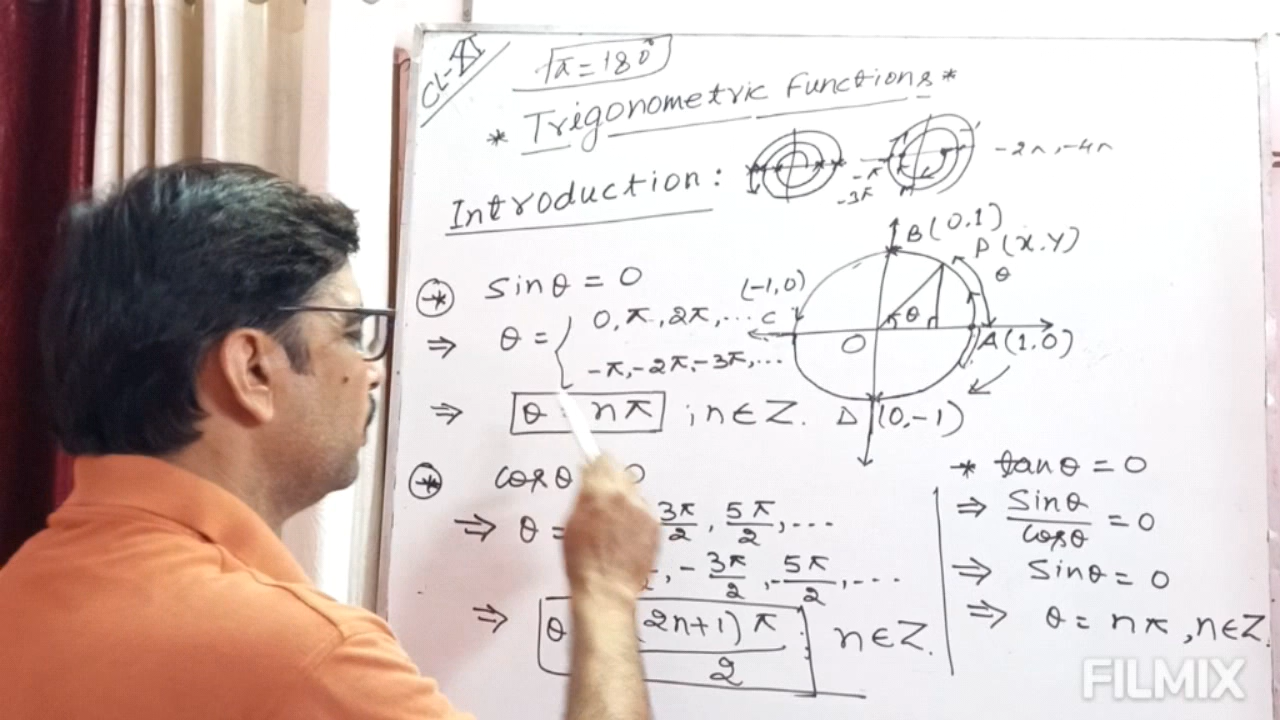 CL-XI
π = 180°
* Trigonometric Functions *
Introduction:
-π
-3π
-2π, -4π
B(0,1)
P(x,y)
θ
(-1,0)
C
θ
O
A(1,0)
D (0,-1)
* sinθ = 0
⇒ θ = { 0, π, 2π, ...
-π, -2π, -3π, ...
⇒ θ = nπ ; n∈Z.
* cosθ 0
⇒ θ = 3π/2, 5π/2, ...
, -3π/2, -5π/2, ...
⇒ θ (2n+1)π/2 n∈Z.
* tanθ = 0
⇒ sinθ/cosθ = 0
⇒ sinθ = 0
⇒ θ = nπ, n∈Z.
FILMIX